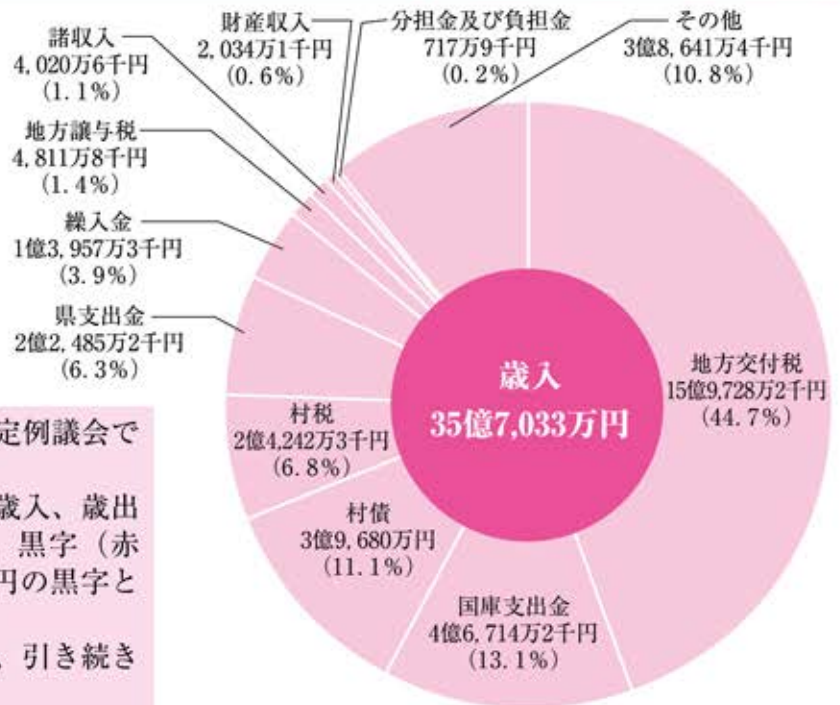 諸収入
4,020万6千円
(1.1%)
財産収入
2,034万1千円
(0.6%)
分担金及び負担金
717万9千円
(0.2%)
その他
3億8,641万4千円
(10.8%)
地方譲与税
4,811万8千円
(1.4%)
繰入金
1億3,957万3千円
(3.9%)
県支出金
2億2,485万2千円
(6.3%)
村税
2億4,242万3千円
(6.8%)
村債
3億9,680万円
(11.1%)
国庫支出金
4億6,714万2千円
(13.1%)
地方交付税
15億9,728万2千円
(44.7%)
歳入
35億7,033万円
定例議会で
歳入、歳出
黒字（赤
円の黒字と
、引き続き